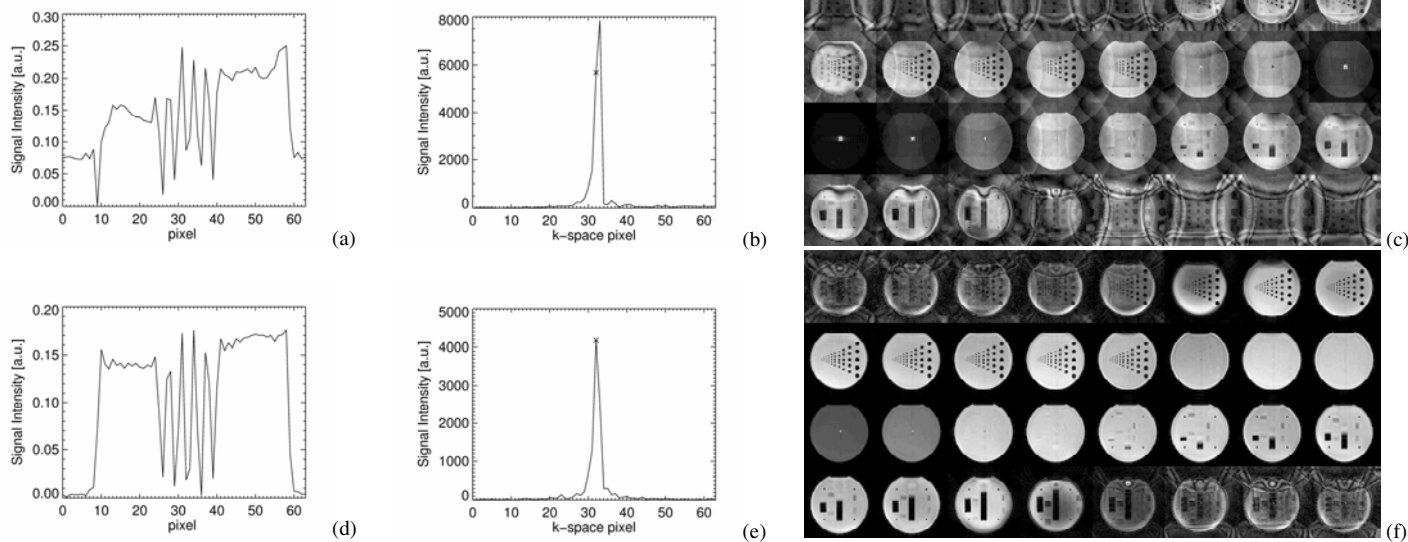 0.30
0.25
0.20
0.15
0.10
0.05
0.00
0 10 20 30 40 50 60
Signal Intensity [a.u.]
pixel
(a)
8000
6000
4000
2000
0
0 10 20 30 40 50 60
Signal Intensity [a.u.]
k-space pixel
(b)
(c)
0.20
0.15
0.10
0.05
0.00
0 10 20 30 40 50 60
Signal Intensity [a.u.]
pixel
(d)
5000
4000
3000
2000
1000
0
0 10 20 30 40 50 60
Signal Intensity [a.u.]
k-space pixel
(e)
(f)